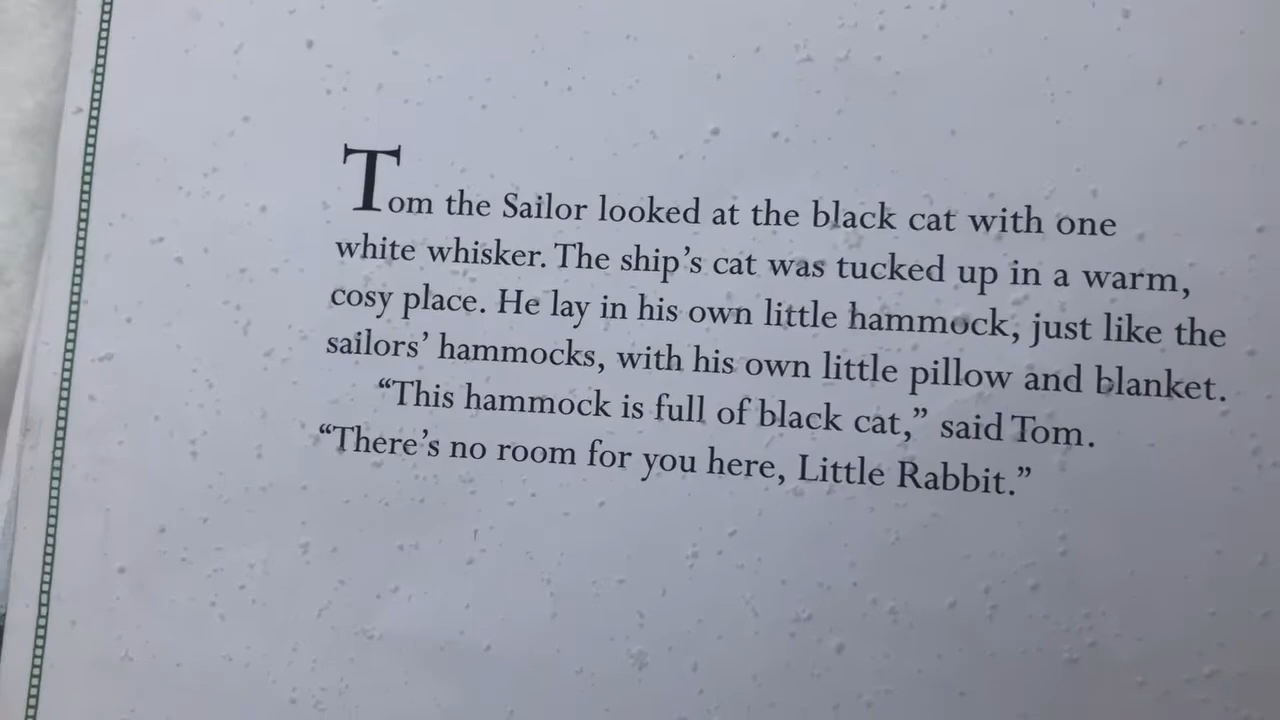 Tom the Sailor looked at the black cat with one
white whisker. The ship’s cat was tucked up in a warm,
cosy place. He lay in his own little hammock, just like the
sailors’ hammocks, with his own little pillow and blanket.
“This hammock is full of black cat,” said Tom.
“There’s no room for you here, Little Rabbit.”